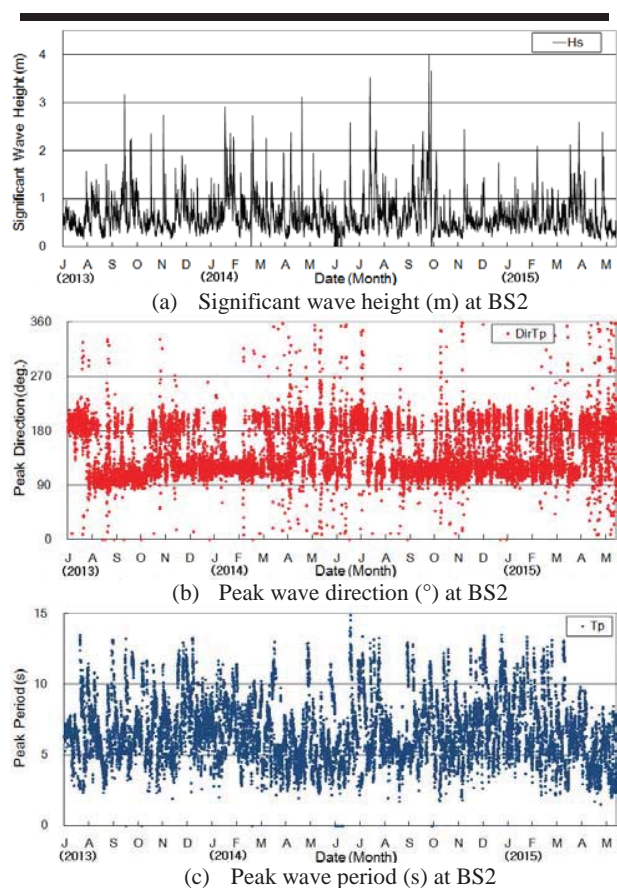 Hs
Significant Wave Height (m)
4
3
2
1
0
J A S O N D J F M A M J J A S O N D J F M A M
(2013) (2014) Date (Month) (2015)
(a) Significant wave height (m) at BS2
DirTp
Peak Direction(deg.)
360
270
180
90
0
J A S O N D J F M A M J J A S O N D J F M A M
(2013) (2014) Date (Month) (2015)
(b) Peak wave direction (°) at BS2
Tp
Peak Period(s)
15
10
5
0
J A S O N D J F M A M J J A S O N D J F M A M
(2013) (2014) Date (Month) (2015)
(c) Peak wave period (s) at BS2